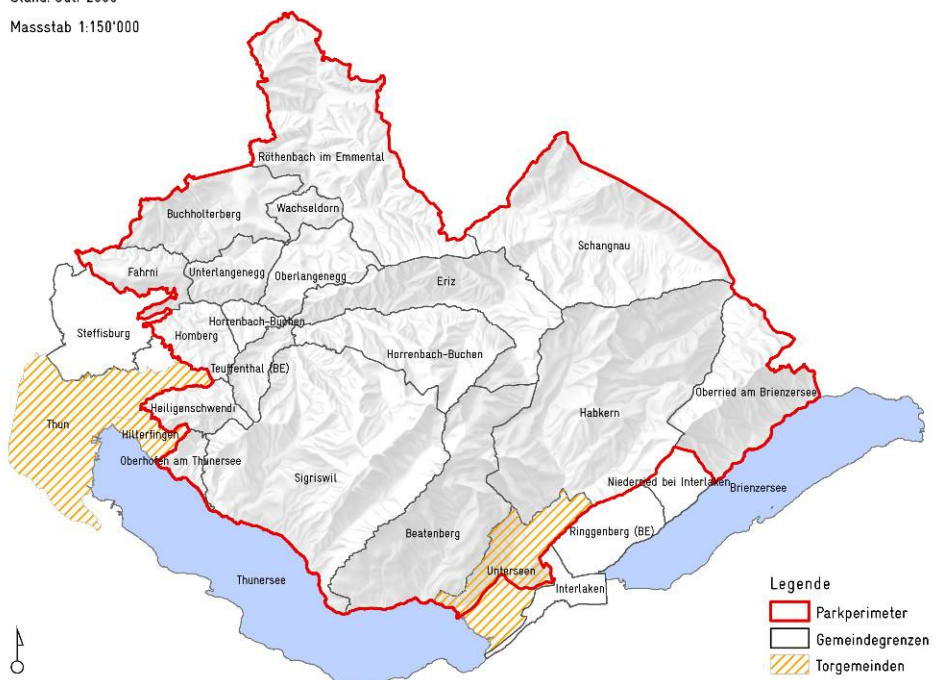 Massstab 1:150'000
Röthenbach im Emmental
Buchholterberg
Wachseldorn
Schangnau
Fahrni
Unterlangenegg
Oberlangenegg
Eriz
Steffisburg
Homberg
Horrenbach-Buchen
Horrenbach-Buchen
Teuffenthal (BE)
Oberried am Brienzersee
Heiligenschwendi
Habkern
Thun
Hilterfingen
Oberhofen am Thunersee
Sigriswil
Niederried bei Interlaken
Brienzersee
Beatenberg
Ringgenberg (BE)
Unterseen
Thunersee
Interlaken
Legende
Parkperimeter
Gemeindegrenzen
Torgemeinden